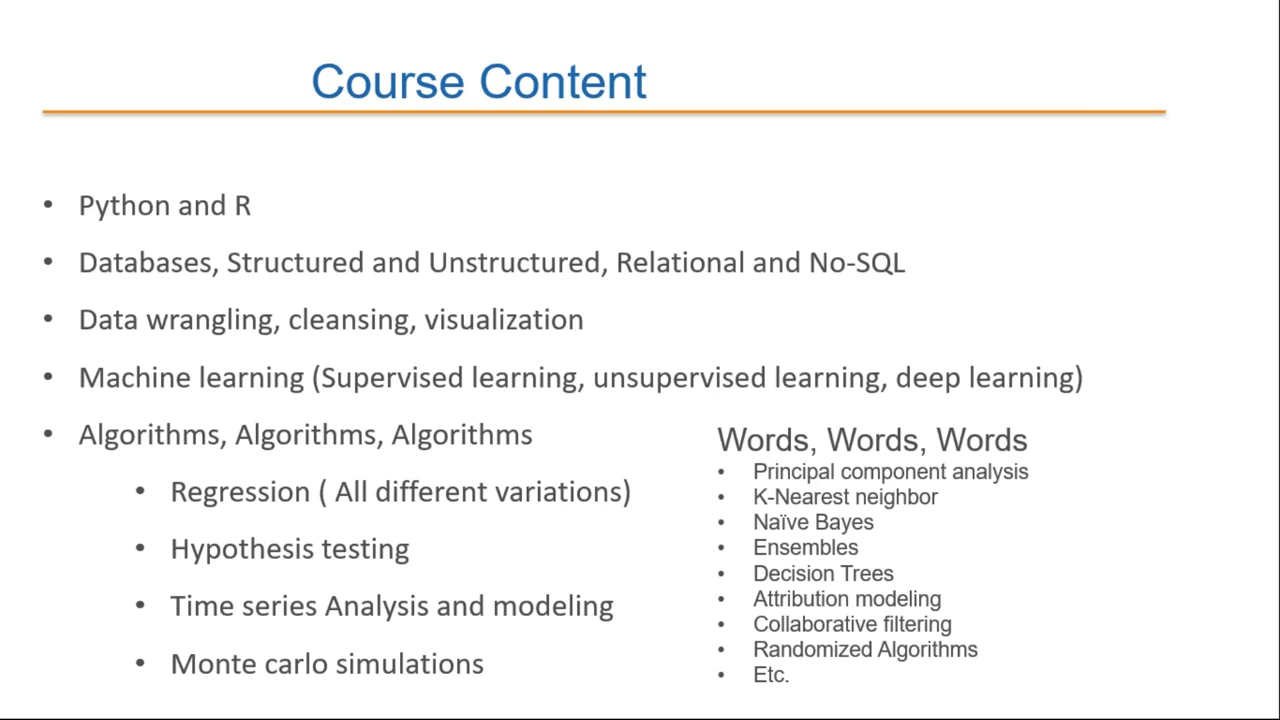 Course Content
• Python and R
• Databases, Structured and Unstructured, Relational and No-SQL
• Data wrangling, cleansing, visualization
• Machine learning (Supervised learning, unsupervised learning, deep learning)
• Algorithms, Algorithms, Algorithms
• Regression ( All different variations)
• Hypothesis testing
• Time series Analysis and modeling
• Monte carlo simulations
Words, Words, Words
• Principal component analysis
• K-Nearest neighbor
• Naïve Bayes
• Ensembles
• Decision Trees
• Attribution modeling
• Collaborative filtering
• Randomized Algorithms
• Etc.